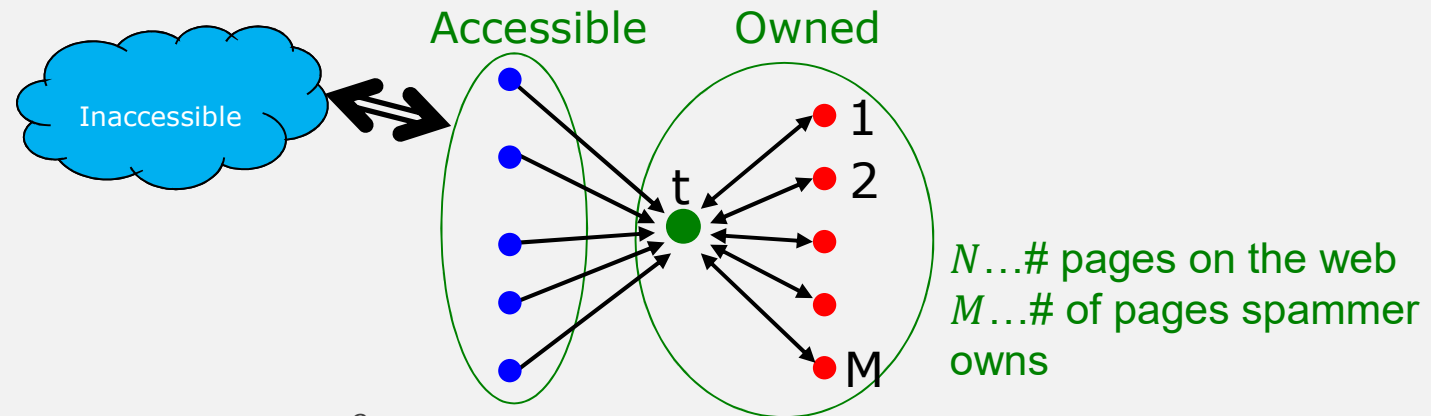 Accessible
Owned
Inaccessible
t
1
2
M
N…# pages on the web
M…# of pages spammer
owns